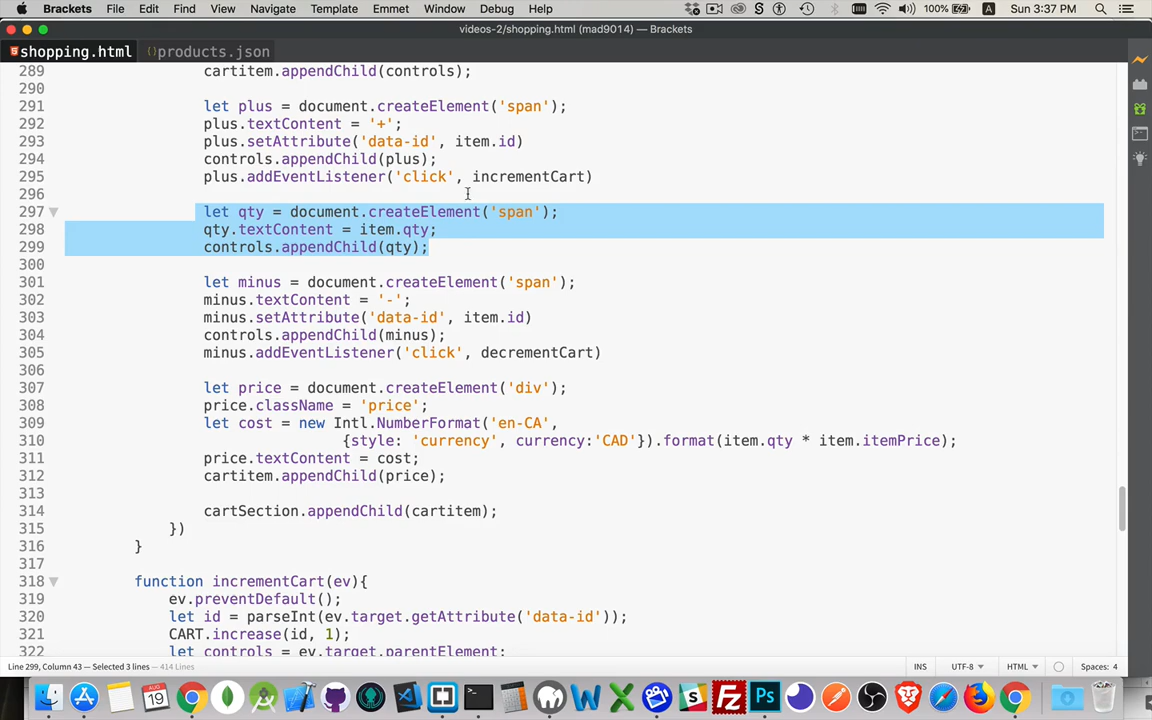 Brackets File Edit Find View Navigate Template Emmet Window Debug Help 100% Sun 3:37 PM
videos-2/shopping.html (mad9014) — Brackets
shopping.html products.json
289 cartitem.appendChild(controls);
290
291 let plus = document.createElement('span');
292 plus.textContent = '+';
293 plus.setAttribute('data-id', item.id)
294 controls.appendChild(plus);
295 plus.addEventListener('click', incrementCart)
296
297 let qty = document.createElement('span');
298 qty.textContent = item.qty;
299 controls.appendChild(qty);
300
301 let minus = document.createElement('span');
302 minus.textContent = '-';
303 minus.setAttribute('data-id', item.id)
304 controls.appendChild(minus);
305 minus.addEventListener('click', decrementCart)
306
307 let price = document.createElement('div');
308 price.className = 'price';
309 let cost = new Intl.NumberFormat('en-CA',
310 {style: 'currency', currency:'CAD'}).format(item.qty * item.itemPrice);
311 price.textContent = cost;
312 cartitem.appendChild(price);
313
314 cartSection.appendChild(cartitem);
315 })
316 }
317
318 function incrementCart(ev){
319 ev.preventDefault();
320 let id = parseInt(ev.target.getAttribute('data-id'));
321 CART.increase(id, 1);
322 let controls = ev.target.parentElement;
Line 299, Column 43 — Selected 3 lines — 414 Lines INS UTF-8 HTML Spaces: 4
AUG
19